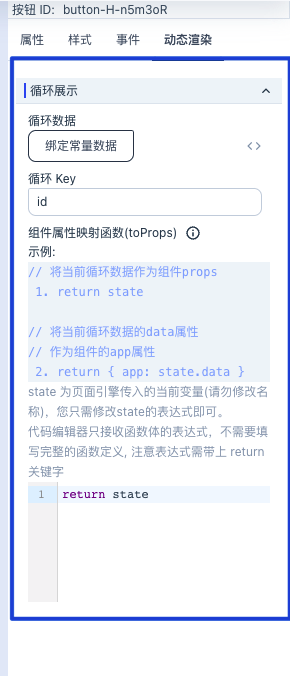 按钮 ID: button-H-n5m3oR
属性 样式 事件 动态渲染
循环展示
循环数据
绑定常量数据 <>
循环 Key
id
组件属性映射函数(toProps)
示例:
// 将当前循环数据作为组件props
1. return state
// 将当前循环数据的data属性
// 作为组件的app属性
2. return { app: state.data }
state 为页面引擎传入的当前变量(请勿修改名
称)，您只需修改state的表达式即可。
代码编辑器只接收函数体的表达式，不需要填
写完整的函数定义, 注意表达式需带上 return
关键字
1 return state